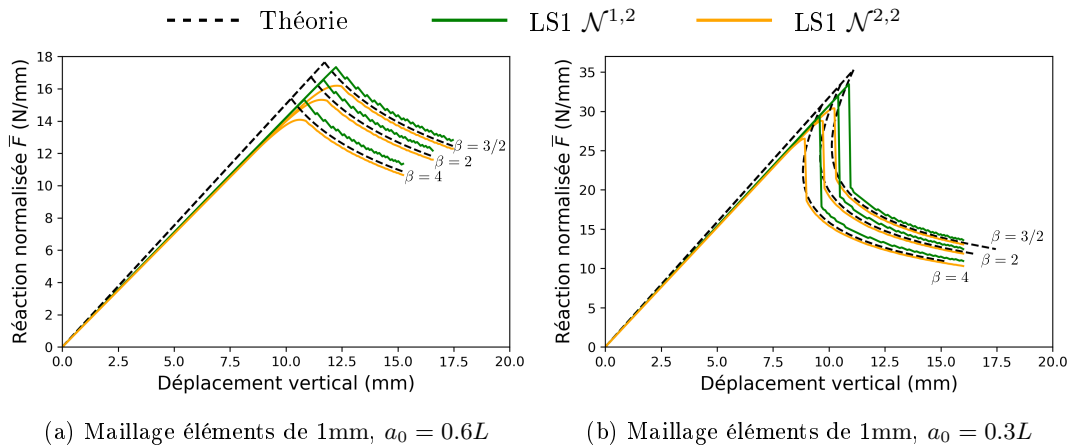 Théorie LS1 𝒩^{1,2} LS1 𝒩^{2,2}
Réaction normalisée F̅ (N/mm)
18
16
14
12
10
8
6
4
2
0
β = 3/2
β = 2
β = 4
0.0 2.5 5.0 7.5 10.0 12.5 15.0 17.5 20.0
Déplacement vertical (mm)
(a) Maillage éléments de 1mm, a₀ = 0.6L
Réaction normalisée F̅ (N/mm)
35
30
25
20
15
10
5
0
β = 3/2
β = 2
β = 4
0.0 2.5 5.0 7.5 10.0 12.5 15.0 17.5 20.0
Déplacement vertical (mm)
(b) Maillage éléments de 1mm, a₀ = 0.3L